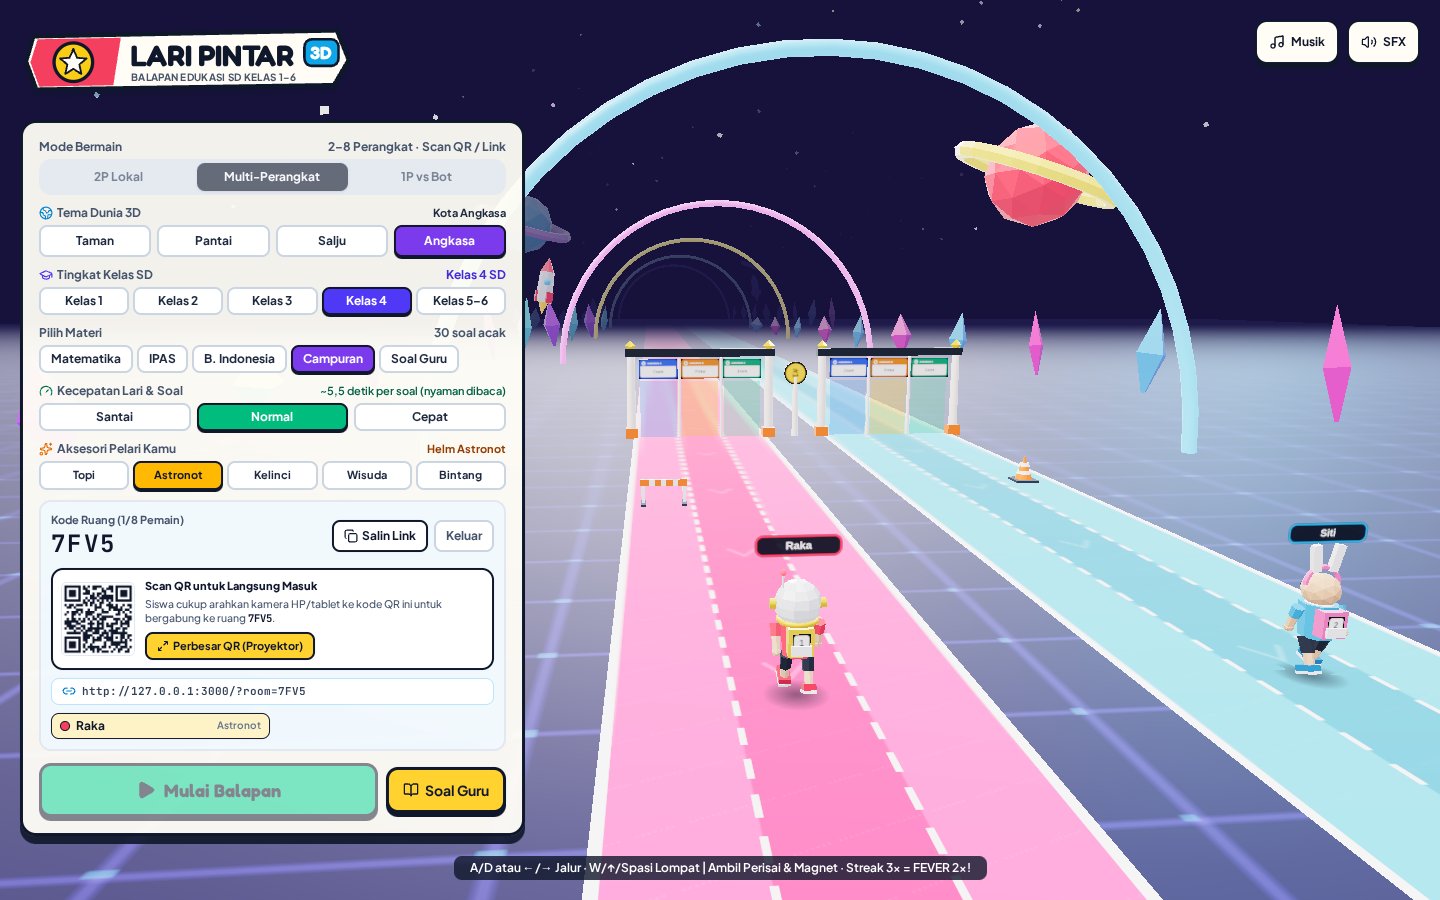 LARI PINTAR 3D
BALAPAN EDUKASI SD KELAS 1-6
Musik
SFX
Mode Bermain
2–8 Perangkat · Scan QR / Link
2P Lokal
Multi-Perangkat
1P vs Bot
Tema Dunia 3D
Kota Angkasa
Taman
Pantai
Salju
Angkasa
Tingkat Kelas SD
Kelas 4 SD
Kelas 1
Kelas 2
Kelas 3
Kelas 4
Kelas 5–6
Pilih Materi
30 soal acak
Matematika
IPAS
B. Indonesia
Campuran
Soal Guru
Kecepatan Lari & Soal
~5,5 detik per soal (nyaman dibaca)
Santai
Normal
Cepat
Aksesori Pelari Kamu
Helm Astronot
Topi
Astronot
Kelinci
Wisuda
Bintang
Kode Ruang (1/8 Pemain)
7FV5
Salin Link
Keluar
Scan QR untuk Langsung Masuk
Siswa cukup arahkan kamera HP/tablet ke kode QR ini untuk
bergabung ke ruang 7FV5.
Perbesar QR (Proyektor)
http://127.0.0.1:3000/?room=7FV5
Raka
Astronot
Mulai Balapan
Soal Guru
Raka
1
Siti
2
A/D atau ←/→ Jalur · W/↑/Spasi Lompat | Ambil Perisai & Magnet · Streak 3× = FEVER 2×!